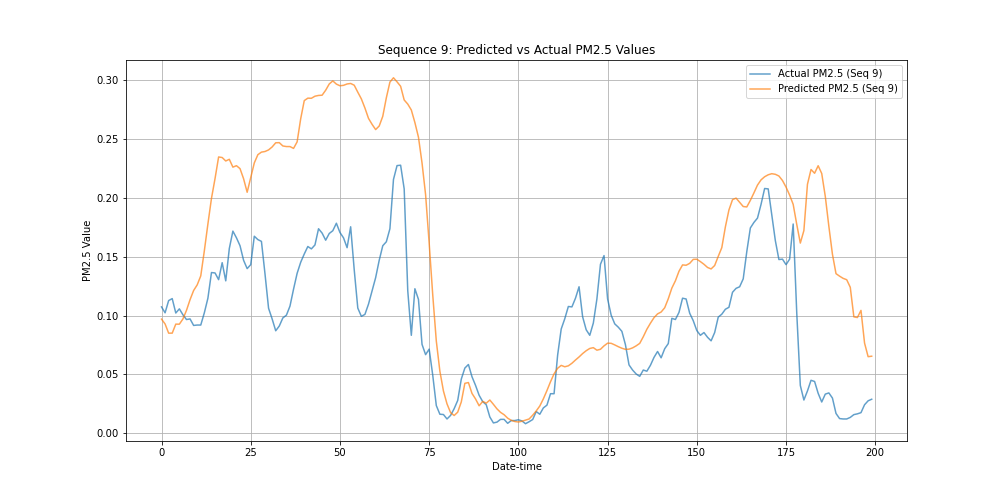 Sequence 9: Predicted vs Actual PM2.5 Values
Actual PM2.5 (Seq 9)
Predicted PM2.5 (Seq 9)
PM2.5 Value
0.30
0.25
0.20
0.15
0.10
0.05
0.00
0 25 50 75 100 125 150 175 200
Date-time